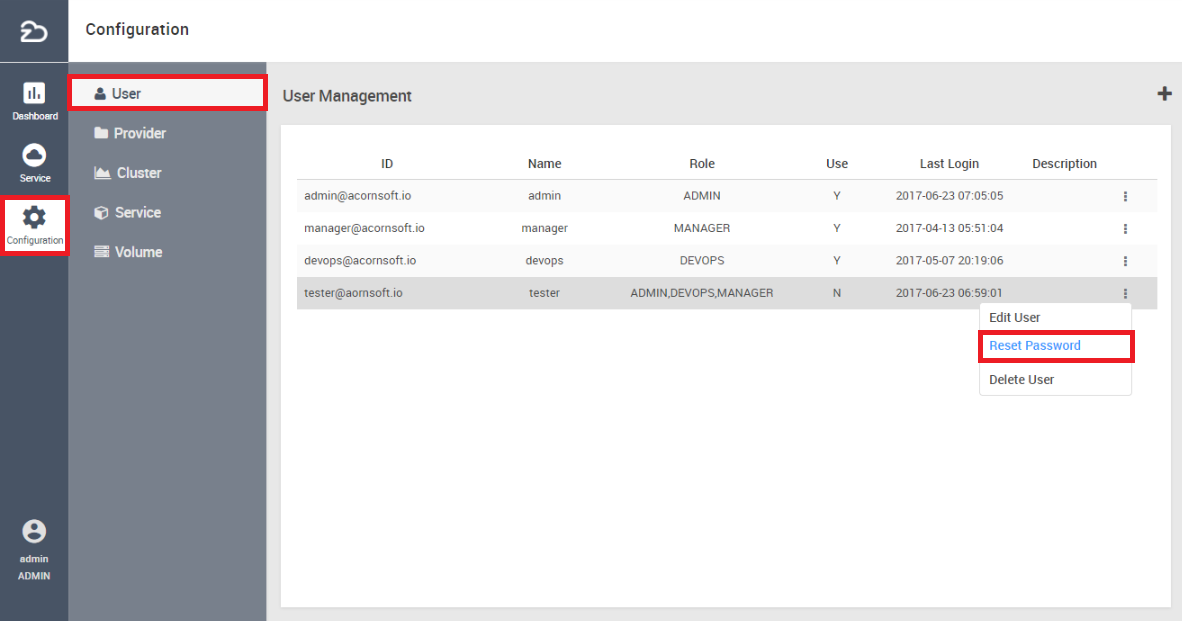 Configuration
Dashboard
Service
Configuration
admin
ADMIN
User
Provider
Cluster
Service
Volume
User Management
ID Name Role Use Last Login Description
admin@acornsoft.io admin ADMIN Y 2017-06-23 07:05:05
manager@acornsoft.io manager MANAGER Y 2017-04-13 05:51:04
devops@acornsoft.io devops DEVOPS Y 2017-05-07 20:19:06
tester@aornsoft.io tester ADMIN,DEVOPS,MANAGER N 2017-06-23 06:59:01
Edit User
Reset Password
Delete User